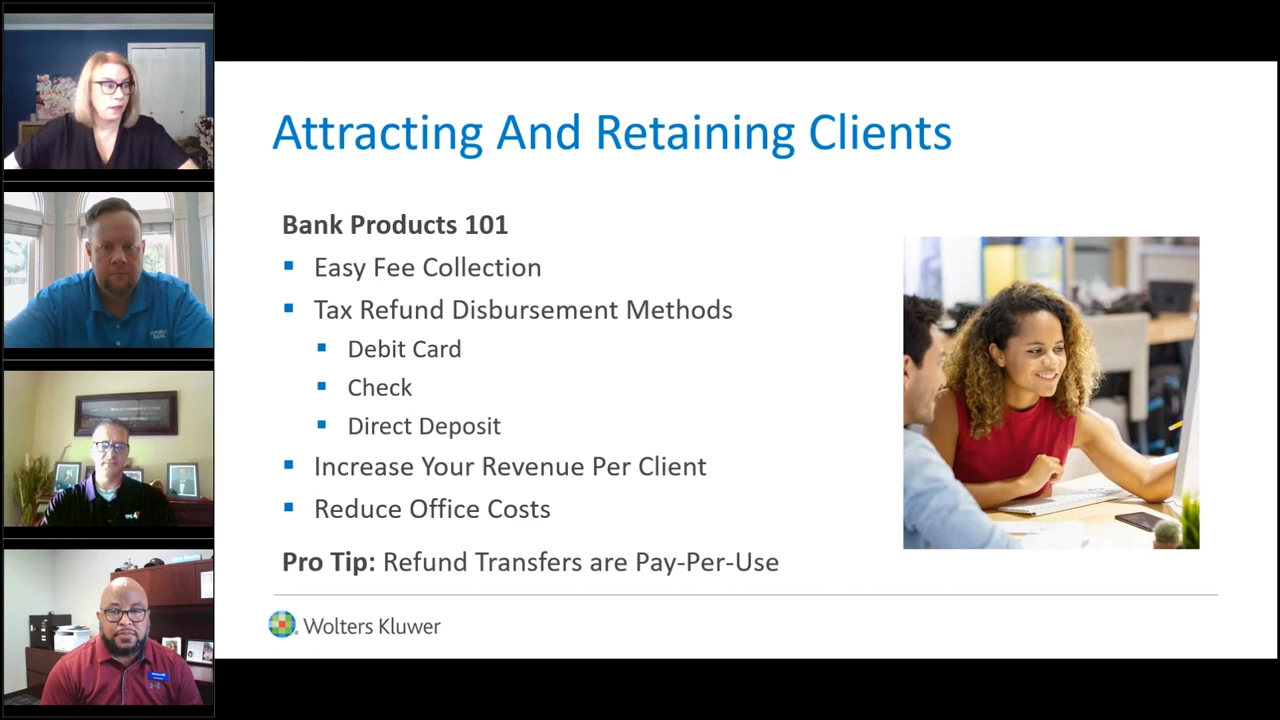 Attracting And Retaining Clients
Bank Products 101
Easy Fee Collection
Tax Refund Disbursement Methods
Debit Card
Check
Direct Deposit
Increase Your Revenue Per Client
Reduce Office Costs
Pro Tip: Refund Transfers are Pay-Per-Use
Wolters Kluwer